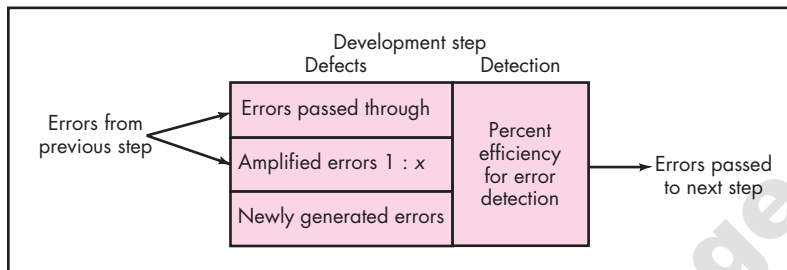 Development step
Defects
Detection
Errors from
previous step
Errors passed through
Amplified errors 1 : x
Newly generated errors
Percent
efficiency
for error
detection
Errors passed
to next step